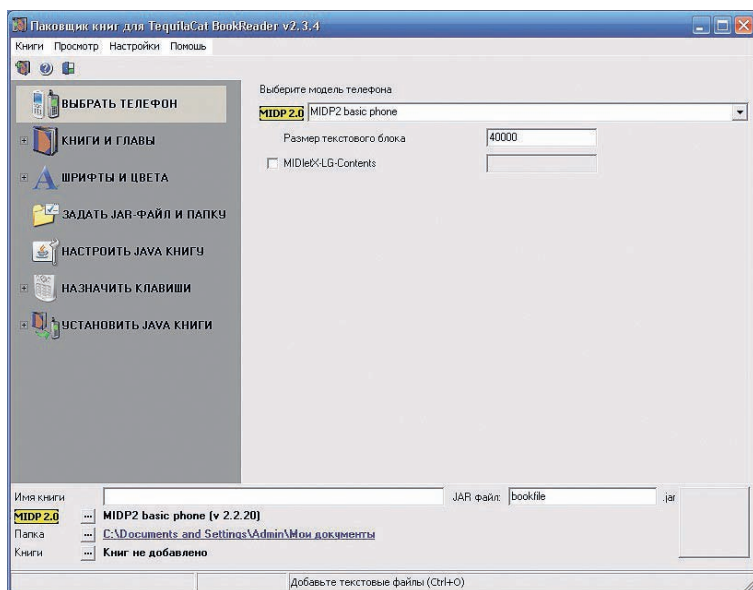 Паковщик книг для TequilaCat BookReader v2.3.4
Книги Просмотр Настройки Помошь
ВЫБРАТЬ ТЕЛЕФОН
КНИГИ И ГЛАВЫ
ШРИФТЫ И ЦВЕТА
ЗАДАТЬ JAR-ФАЙЛ И ПАПКУ
НАСТРОИТЬ JAVA КНИГУ
НАЗНАЧИТЬ КЛАВИШИ
УСТАНОВИТЬ JAVA КНИГИ
Выберите модель телефона
MIDP 2.0 MIDP2 basic phone
Размер текстового блока 40000
MIDletX-LG-Contents
Имя книги JAR файл: bookfile .jar
MIDP 2.0 ... MIDP2 basic phone (v 2.2.20)
Папка ... C:\Documents and Settings\Admin\Мои документы
Книги ... Книг не добавлено
Добавьте текстовые файлы (Ctrl+O)